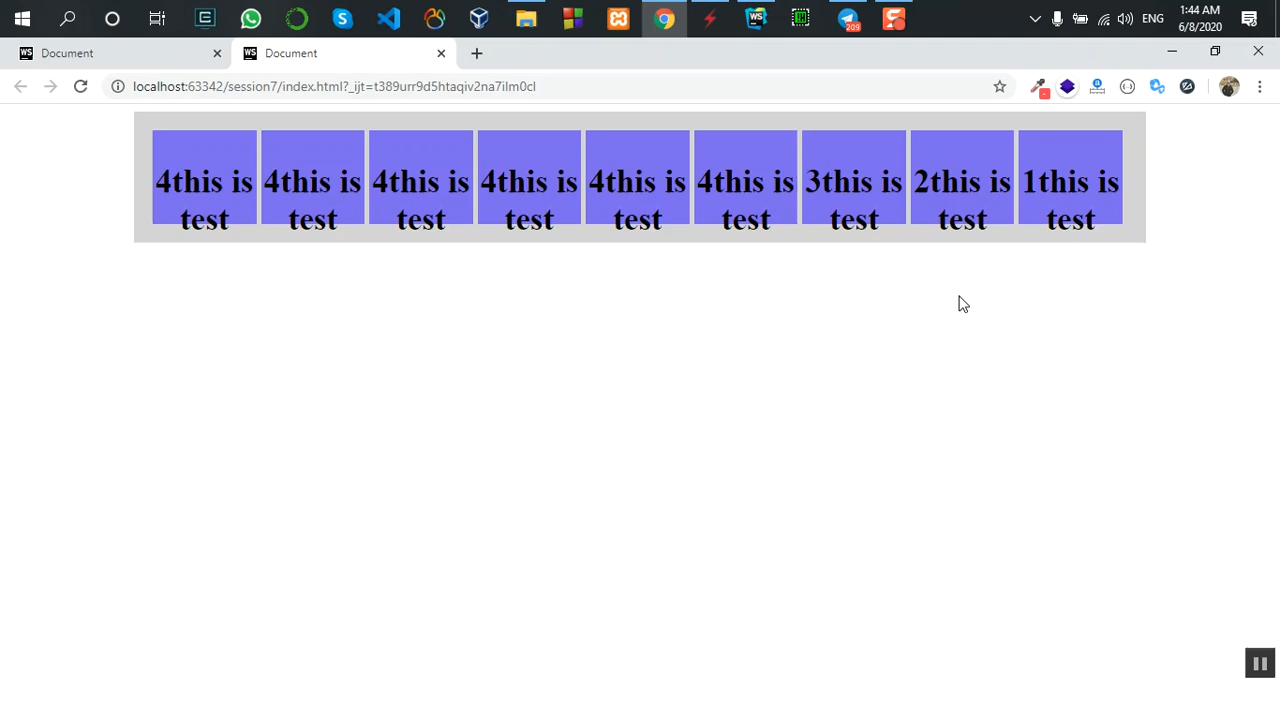 1:44 AM
ENG
6/8/2020
209
Document
Document
localhost:63342/session7/index.html?_ijt=t389urr9d5htaqiv2na7ilm0cl
4this is test
4this is test
4this is test
4this is test
4this is test
4this is test
3this is test
2this is test
1this is test